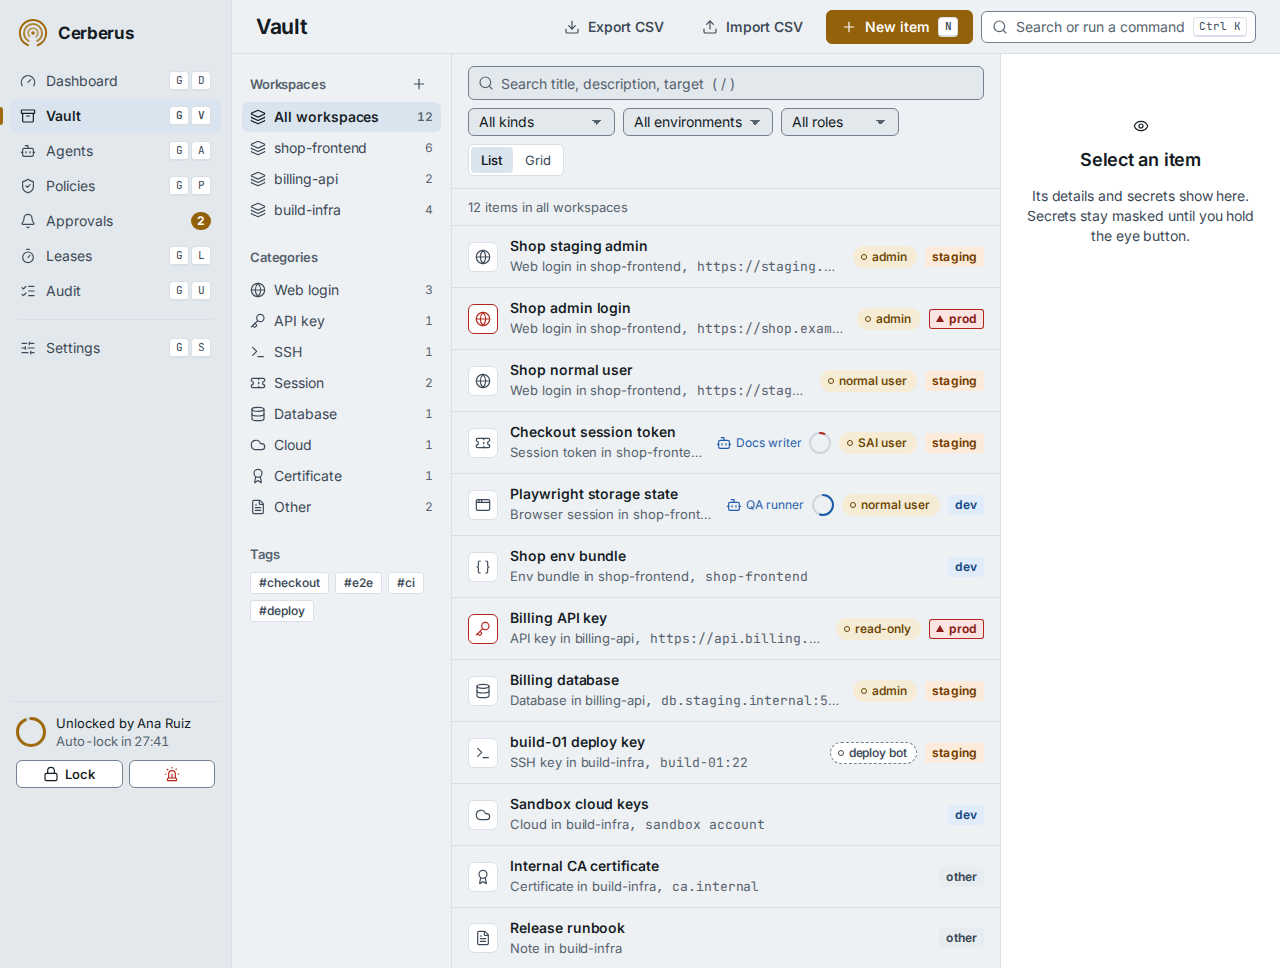 Cerberus
Dashboard G D
Vault G V
Agents G A
Policies G P
Approvals 2
Leases G L
Audit G U
Settings G S
Unlocked by Ana Ruiz
Auto-lock in 27:41
Lock
Vault
Export CSV
Import CSV
New item N
Search or run a command Ctrl K
Workspaces
All workspaces 12
shop-frontend 6
billing-api 2
build-infra 4
Categories
Web login 3
API key 1
SSH 1
Session 2
Database 1
Cloud 1
Certificate 1
Other 2
Tags
#checkout #e2e #ci
#deploy
Search title, description, target (/)
All kinds All environments All roles
List Grid
12 items in all workspaces
Shop staging admin
Web login in shop-frontend, https://staging.…
admin staging
Shop admin login
Web login in shop-frontend, https://shop.exam…
admin prod
Shop normal user
Web login in shop-frontend, https://stag…
normal user staging
Checkout session token
Session token in shop-fronte…
Docs writer SAI user staging
Playwright storage state
Browser session in shop-front…
QA runner normal user dev
Shop env bundle
Env bundle in shop-frontend, shop-frontend
dev
Billing API key
API key in billing-api, https://api.billing.…
read-only prod
Billing database
Database in billing-api, db.staging.internal:5…
admin staging
build-01 deploy key
SSH key in build-infra, build-01:22
deploy bot staging
Sandbox cloud keys
Cloud in build-infra, sandbox account
dev
Internal CA certificate
Certificate in build-infra, ca.internal
other
Release runbook
Note in build-infra
other
Select an item
Its details and secrets show here.
Secrets stay masked until you hold
the eye button.